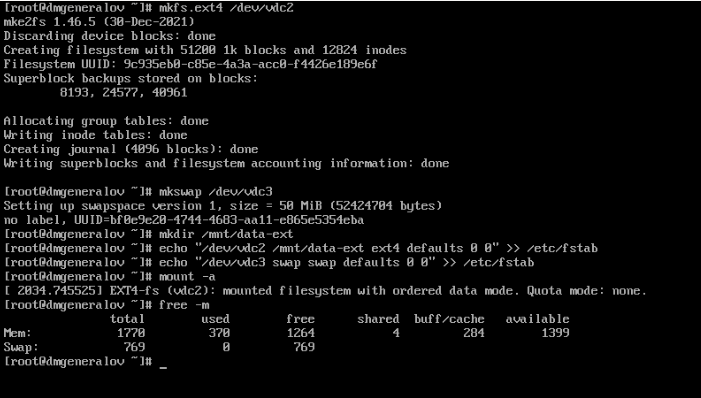 [root@dmgeneralov ~]# mkfs.ext4 /dev/vdc2
mke2fs 1.46.5 (30-Dec-2021)
Discarding device blocks: done
Creating filesystem with 51200 1k blocks and 12824 inodes
Filesystem UUID: 9c935eb0-c85e-4a3a-acc0-f4426e189e6f
Superblock backups stored on blocks:
        8193, 24577, 40961

Allocating group tables: done
Writing inode tables: done
Creating journal (4096 blocks): done
Writing superblocks and filesystem accounting information: done

[root@dmgeneralov ~]# mkswap /dev/vdc3
Setting up swapspace version 1, size = 50 MiB (52424704 bytes)
no label, UUID=bf0e9e20-4744-4683-aa11-e865e5354eba
[root@dmgeneralov ~]# mkdir /mnt/data-ext
[root@dmgeneralov ~]# echo "/dev/vdc2 /mnt/data-ext ext4 defaults 0 0" >> /etc/fstab
[root@dmgeneralov ~]# echo "/dev/vdc3 swap swap defaults 0 0" >> /etc/fstab
[root@dmgeneralov ~]# mount -a
[ 2034.745525] EXT4-fs (vdc2): mounted filesystem with ordered data mode. Quota mode: none.
[root@dmgeneralov ~]# free -m
               total        used        free      shared  buff/cache   available
Mem:            1770         370        1264           4         284        1399
Swap:            769           0         769
[root@dmgeneralov ~]# _